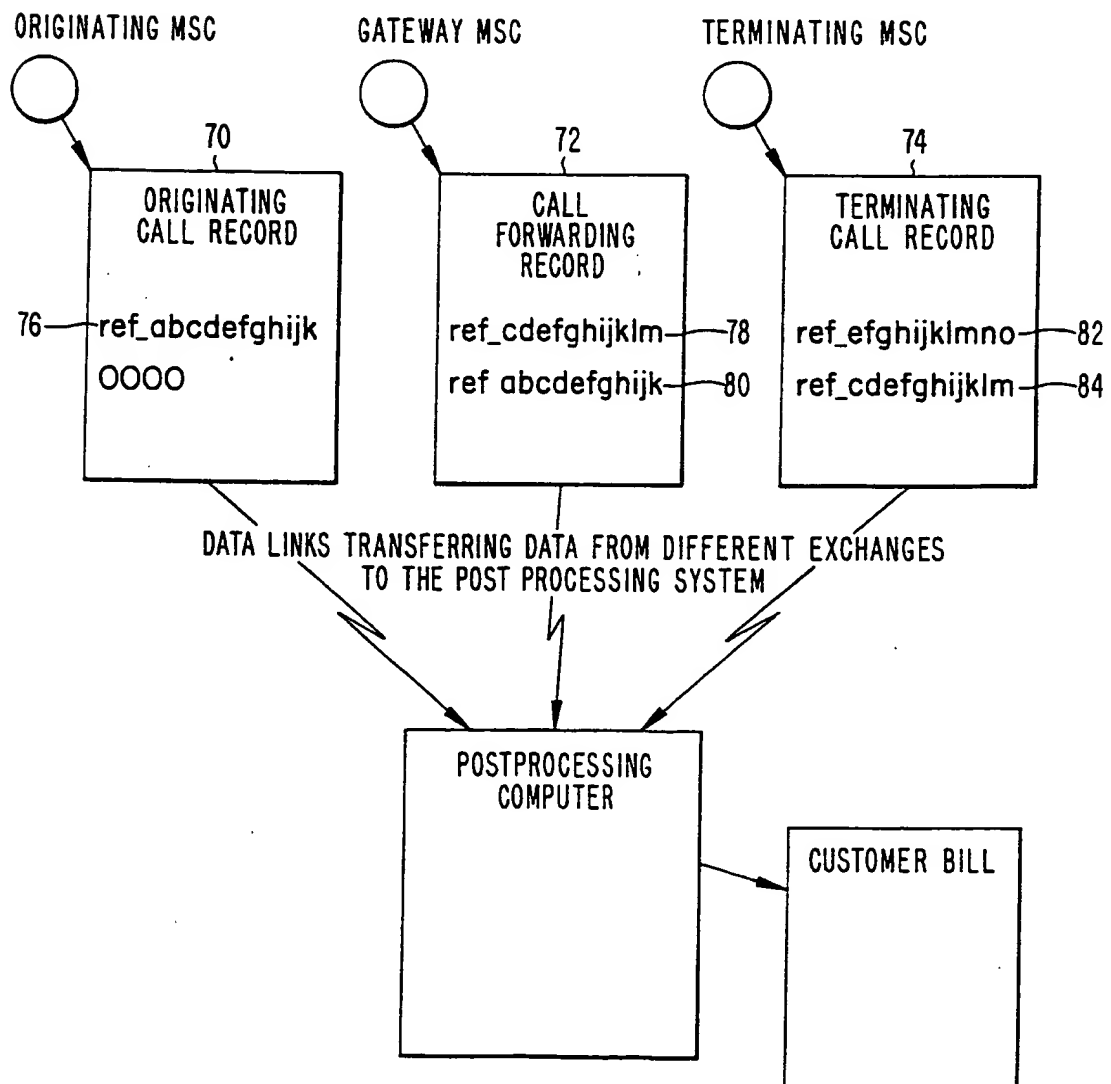 ORIGINATING MSC
GATEWAY MSC
TERMINATING MSC
70
72
74
ORIGINATING
CALL RECORD
CALL
FORWARDING
RECORD
TERMINATING
CALL RECORD
76
ref_abcdefghijk
0000
ref_cdefghijklm
78
ref abcdefghijk
80
ref_efghijklmno
82
ref_cdefghijklm
84
DATA LINKS TRANSFERRING DATA FROM DIFFERENT EXCHANGES
TO THE POST PROCESSING SYSTEM
POSTPROCESSING
COMPUTER
CUSTOMER BILL